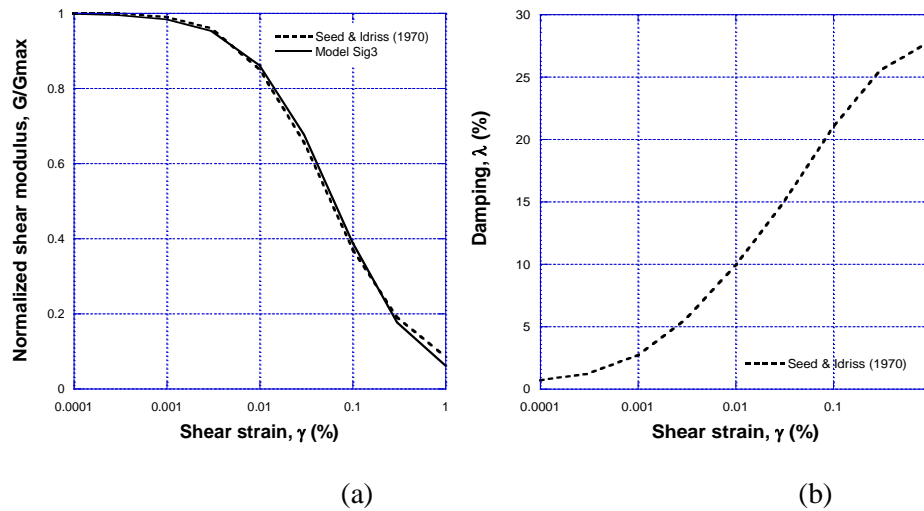 Normalized shear modulus, G/Gmax
1
0.8
0.6
0.4
0.2
0
0.0001
0.001
0.01
0.1
1
Shear strain, γ (%)
Seed & Idriss (1970)
Model Sig3
(a)
Damping, λ (%)
30
25
20
15
10
5
0
0.0001
0.001
0.01
0.1
Shear strain, γ (%)
Seed & Idriss (1970)
(b)